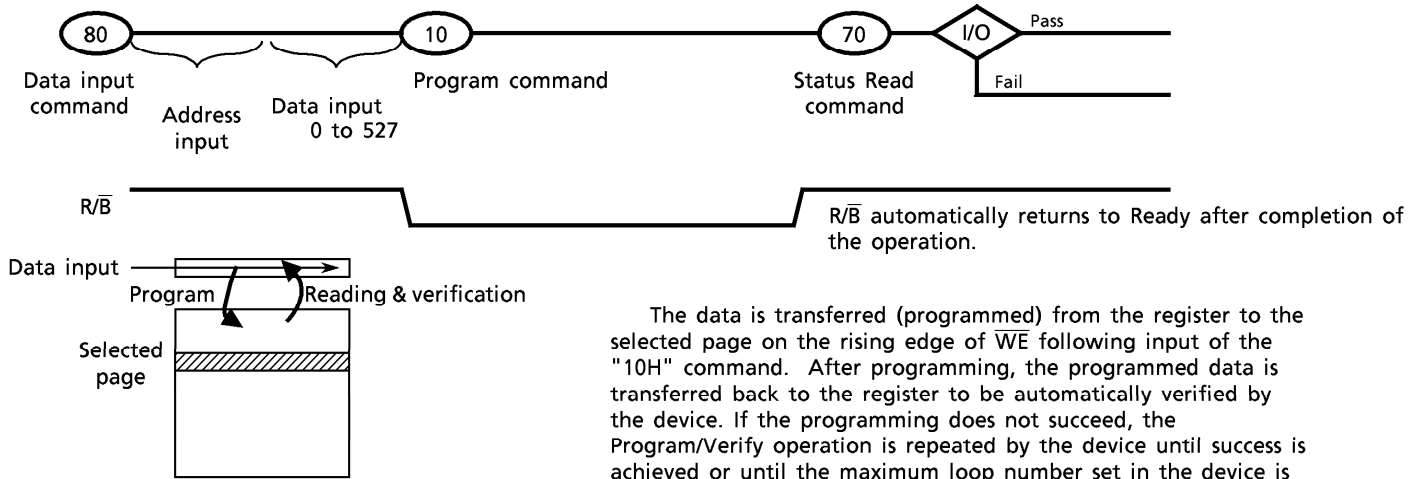 80
10
70
I/O
Pass
Fail
Data input
command
Address
input
Data input
0 to 527
Program command
Status Read
command
R/B̅
R/B̅ automatically returns to Ready after completion of
the operation.
Data input
Program
Reading & verification
Selected
page
The data is transferred (programmed) from the register to the
selected page on the rising edge of W̅E̅ following input of the
"10H" command. After programming, the programmed data is
transferred back to the register to be automatically verified by
the device. If the programming does not succeed, the
Program/Verify operation is repeated by the device until success is
achieved or until the maximum loop number set in the device is